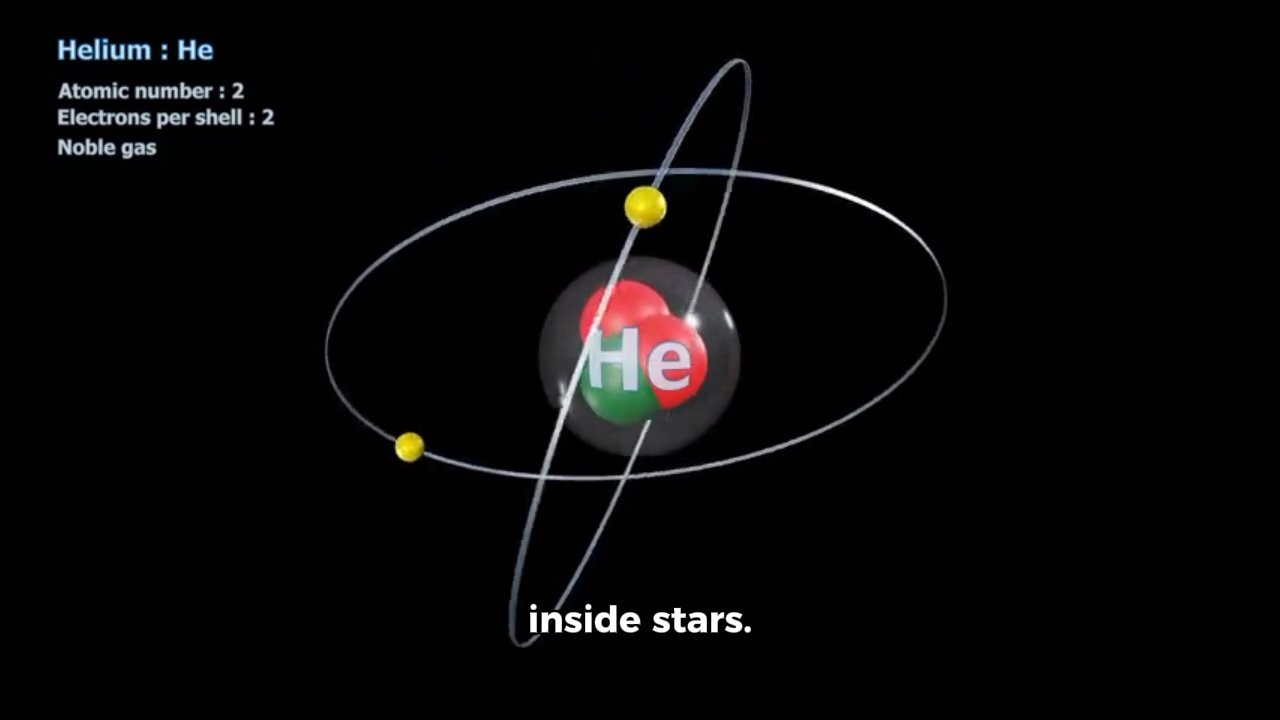 Helium : He
Atomic number : 2
Electrons per shell : 2
Noble gas
He
inside stars.